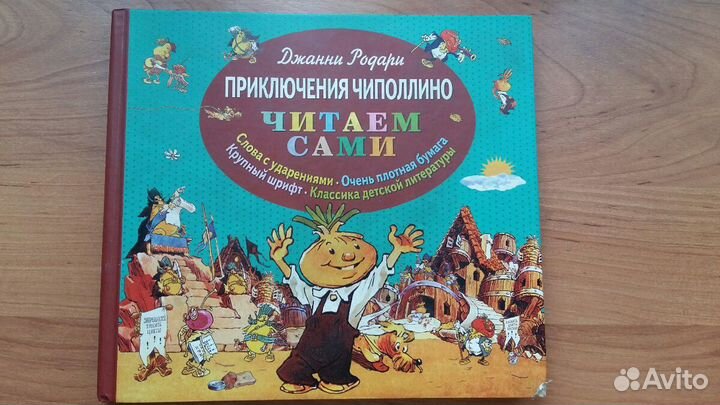 Джанни Родари
ПРИКЛЮЧЕНИЯ ЧИПОЛЛИНО
ЧИТАЕМ
САМИ
Слова с ударениями • Очень плотная бумага
Крупный шрифт • Классика детской литературы
Avito